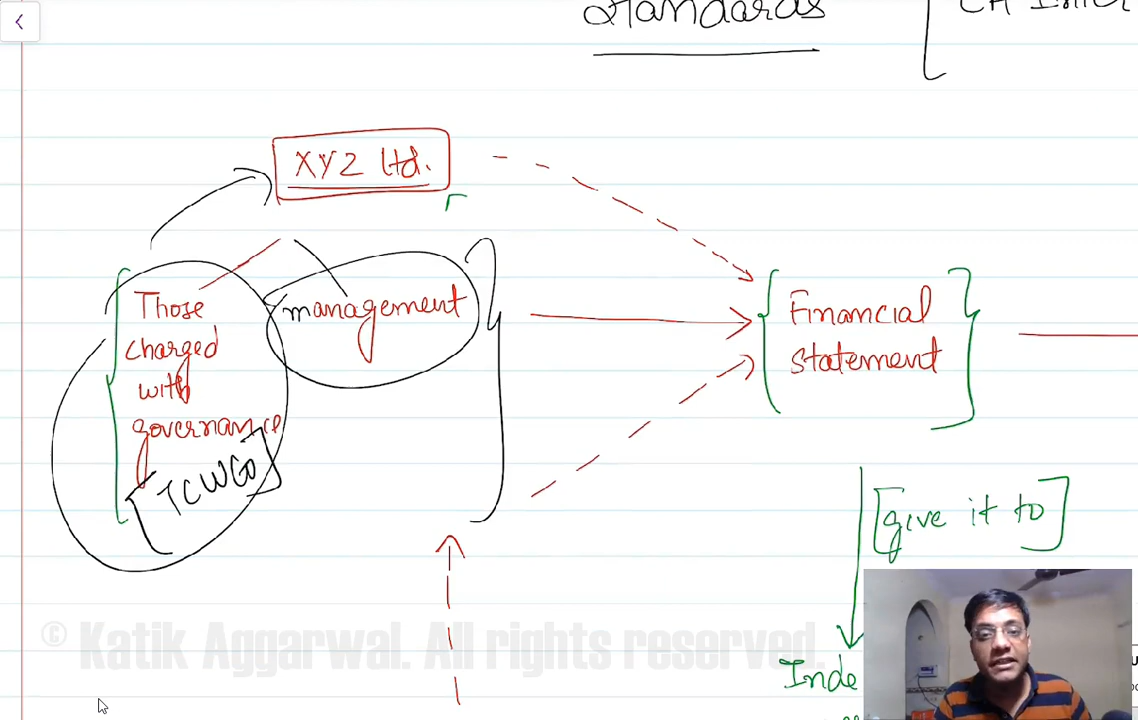 Standards
XYZ Ltd.
Those
charged
with
governance
[TCWG]
management
Financial
statement
[give it to]
Inde
© Katik Aggarwal. All rights reserved.